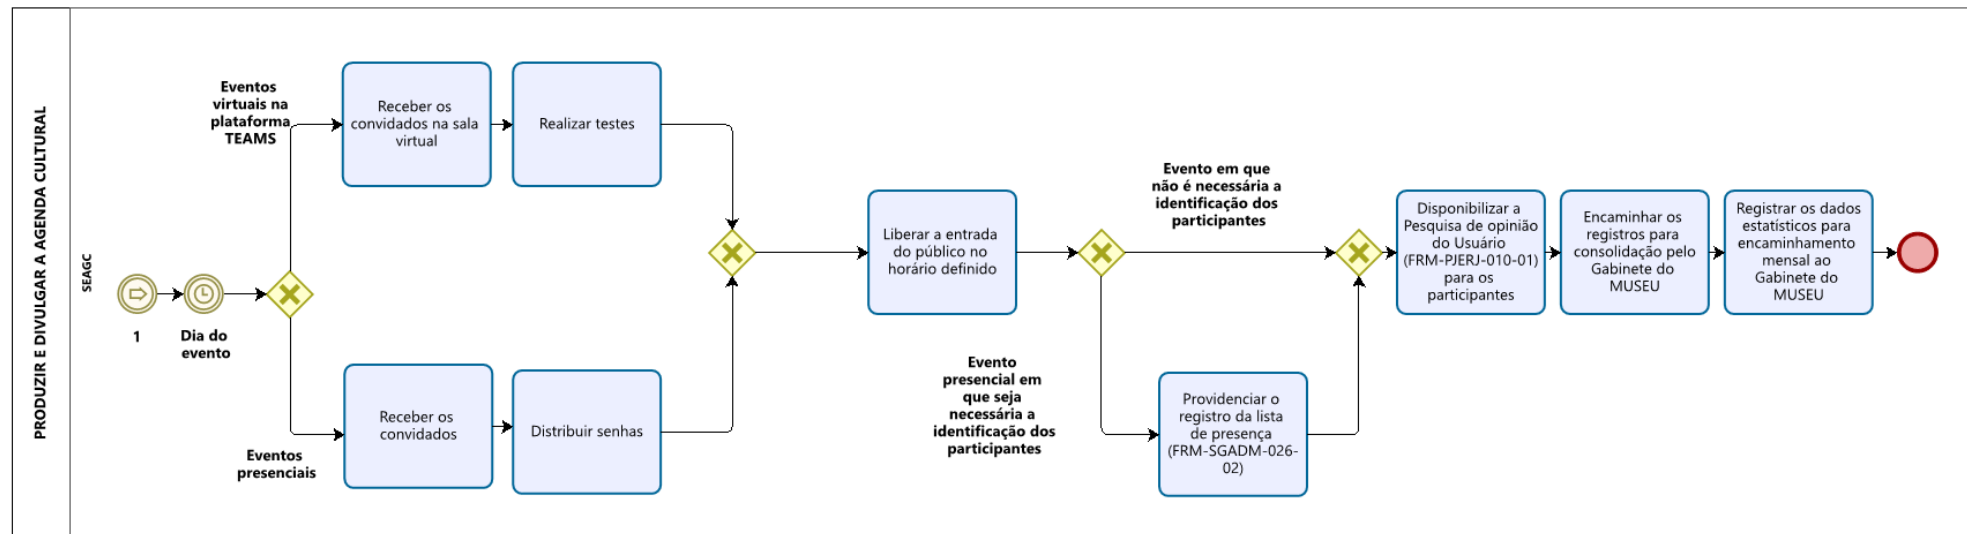 PRODUZIR E DIVULGAR A AGENDA CULTURAL
SEAGC
1
Dia do
evento
Eventos
virtuais na
plataforma
TEAMS
Receber os
convidados na sala
virtual
Realizar testes
Eventos
presenciais
Receber os
convidados
Distribuir senhas
Liberar a entrada
do público no
horário definido
Evento em que
não é necessária a
identificação dos
participantes
Evento
presencial em
que seja
necessária a
identificação dos
participantes
Providenciar o
registro da lista
de presença
(FRM-SGADM-026-
02)
Disponibilizar a
Pesquisa de opinião
do Usuário
(FRM-PJERJ-010-01)
para os
participantes
Encaminhar os
registros para
consolidação pelo
Gabinete do
MUSEU
Registrar os dados
estatísticos para
encaminhamento
mensal ao
Gabinete do
MUSEU